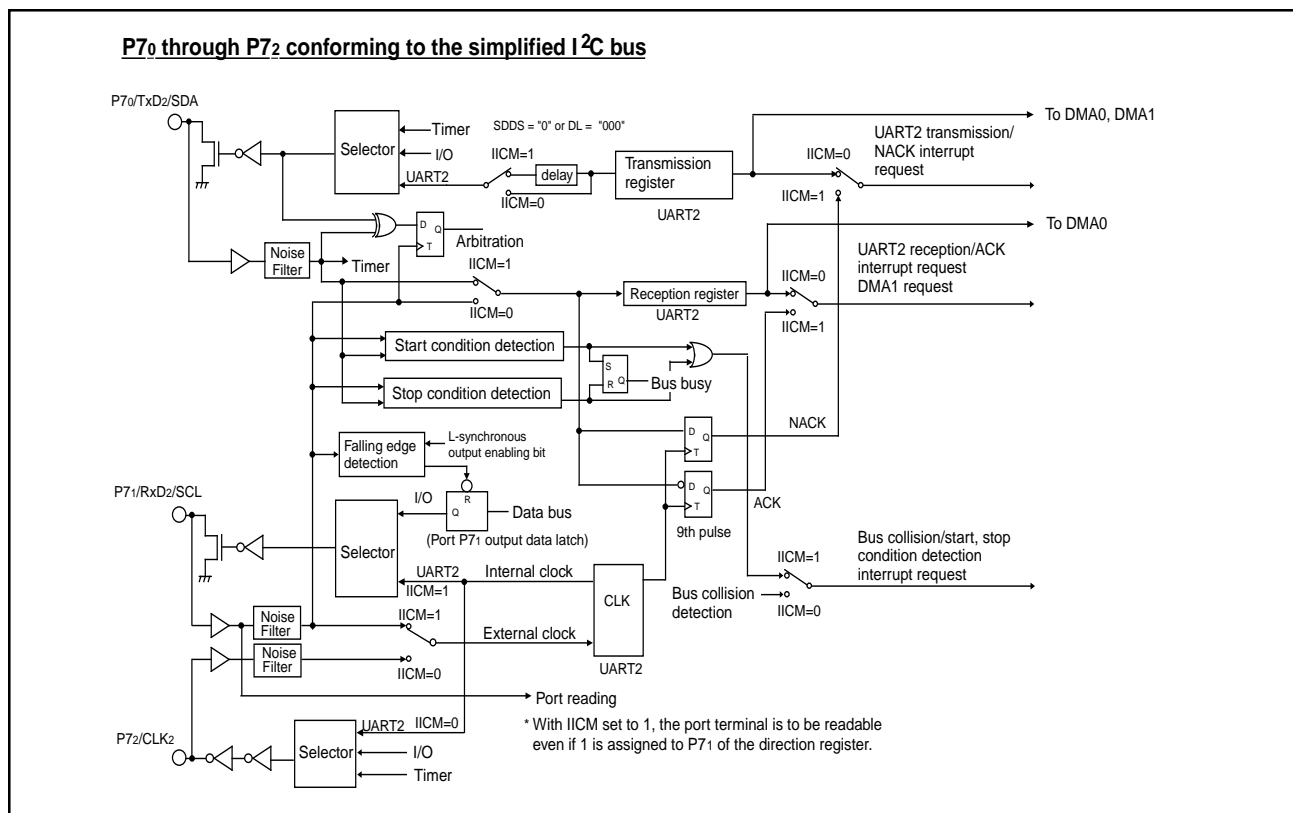 P70 through P72 conforming to the simplified I2C bus
P70/TxD2/SDA
To DMA0, DMA1
Timer
SDDS = "0" or DL = "000"
UART2 transmission/
NACK interrupt
request
Selector
I/O
IICM=1
Transmission
register
IICM=0
UART2
delay
IICM=0
IICM=1
UART2
To DMA0
D
Q
T
Arbitration
Noise
Filter
Timer
IICM=1
UART2 reception/ACK
interrupt request
DMA1 request
IICM=0
Reception register
UART2
IICM=0
IICM=1
Start condition detection
S
R
Q
Bus busy
Stop condition detection
NACK
D
Q
T
Falling edge
detection
L-synchronous
output enabling bit
P71/RxD2/SCL
I/O
R
Q
Data bus
D
Q
T
ACK
9th pulse
(Port P71 output data latch)
Selector
Bus collision/start, stop
condition detection
interrupt request
UART2
IICM=1
Internal clock
CLK
UART2
IICM=1
Bus collision
detection
IICM=0
Noise
Filter
IICM=1
External clock
Noise
Filter
IICM=0
Port reading
* With IICM set to 1, the port terminal is to be readable
even if 1 is assigned to P71 of the direction register.
UART2
IICM=0
P72/CLK2
Selector
I/O
Timer